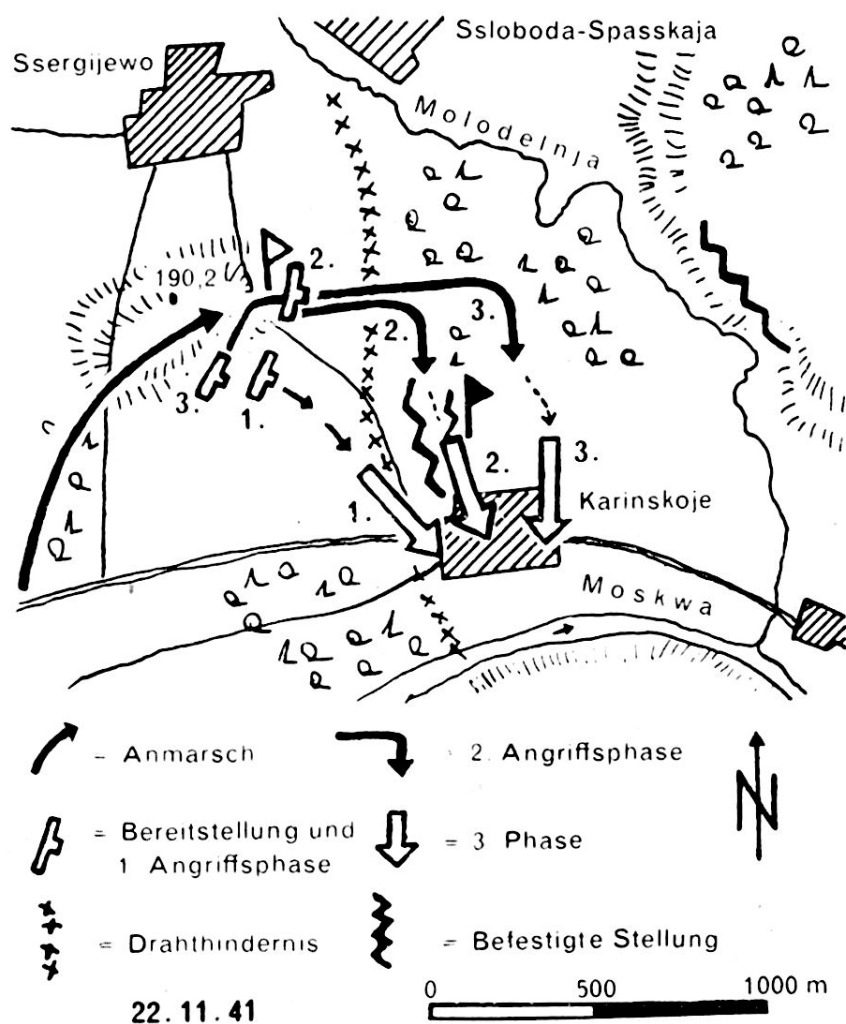 Ssloboda-Spasskaja
Ssergijewo
Molodelnja
190,2
2.
2.
3.
3.
1.
2.
3.
1.
Karinskoje
Moskwa
- Anmarsch
2. Angriffsphase
N
= Bereitstellung und
1 Angriffsphase
= 3 Phase
= Drahthindernis
= Befestigte Stellung
22.11.41
0 500 1000 m